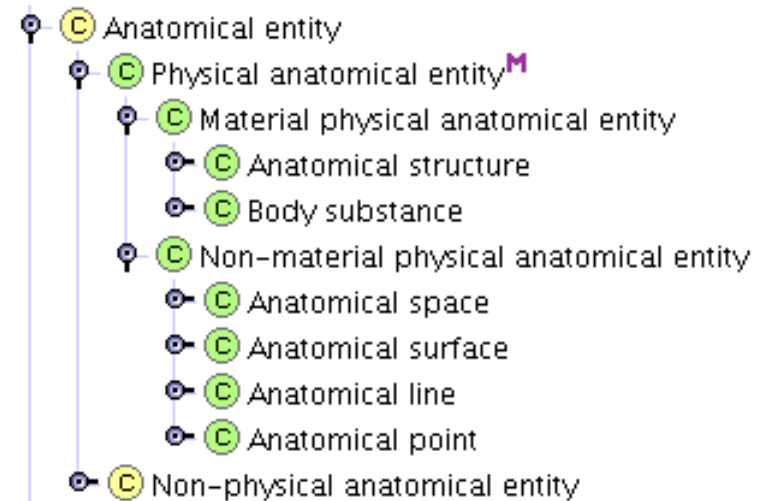 C Anatomical entity
C Physical anatomical entity M
C Material physical anatomical entity
C Anatomical structure
C Body substance
C Non-material physical anatomical entity
C Anatomical space
C Anatomical surface
C Anatomical line
C Anatomical point
C Non-physical anatomical entity